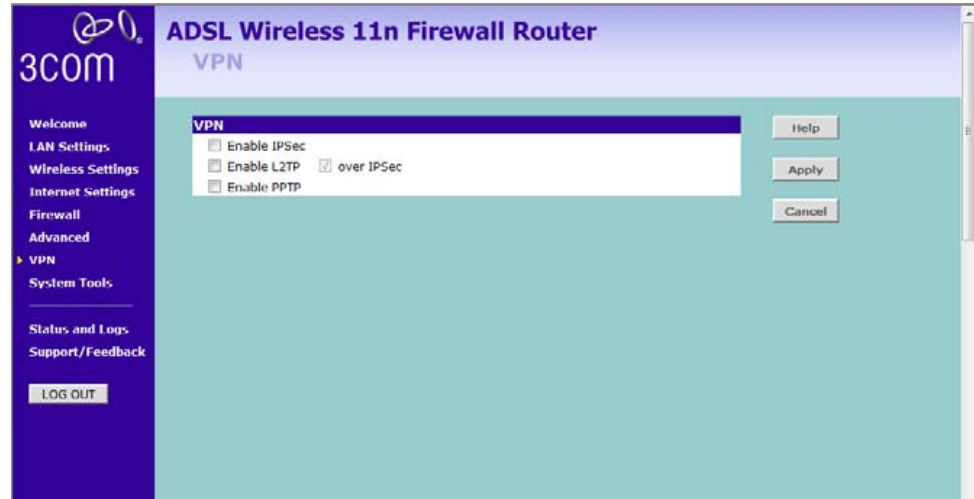 3COM
ADSL Wireless 11n Firewall Router
VPN
Welcome
LAN Settings
Wireless Settings
Internet Settings
Firewall
Advanced
VPN
System Tools
Status and Logs
Support/Feedback
LOG OUT
VPN
Enable IPSec
Enable L2TP over IPSec
Enable PPTP
Help
Apply
Cancel